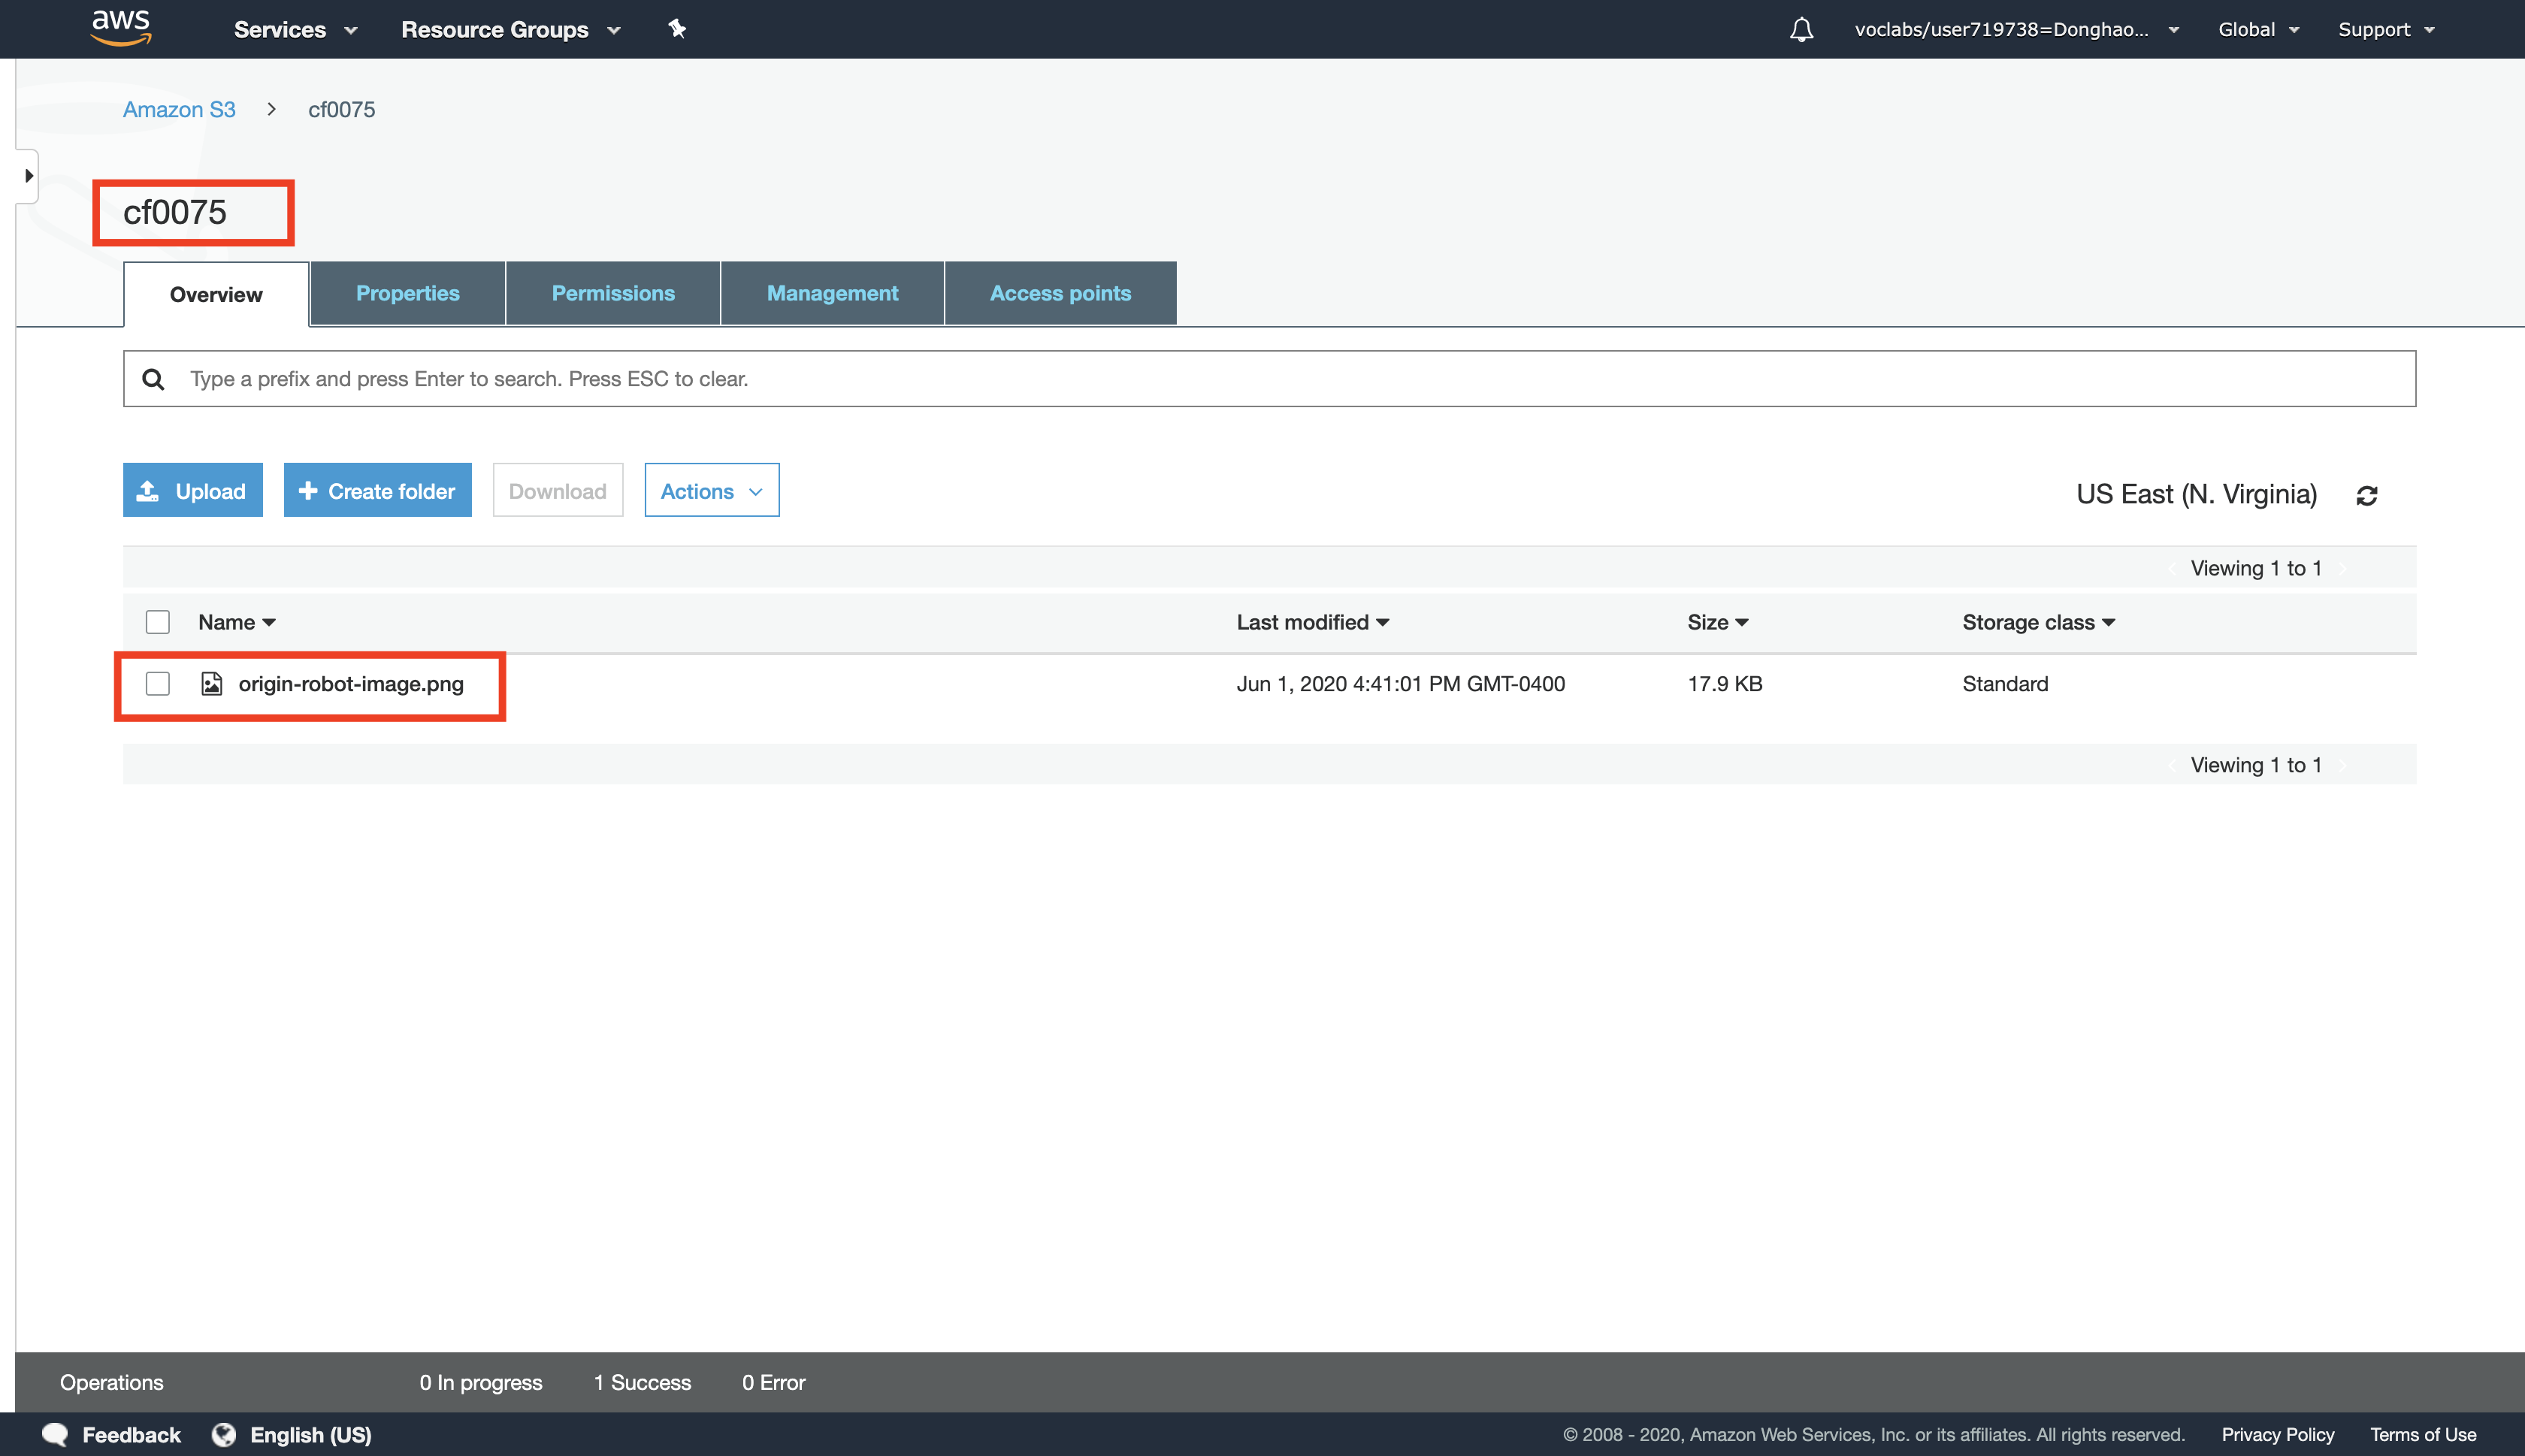 aws Services Resource Groups voclabs/user719738=Donghao... Global Support
Amazon S3 > cf0075
cf0075
Overview Properties Permissions Management Access points
Type a prefix and press Enter to search. Press ESC to clear.
Upload + Create folder Download Actions US East (N. Virginia)
Viewing 1 to 1
Name Last modified Size Storage class
origin-robot-image.png Jun 1, 2020 4:41:01 PM GMT-0400 17.9 KB Standard
Viewing 1 to 1
Operations 0 In progress 1 Success 0 Error
Feedback English (US) © 2008 - 2020, Amazon Web Services, Inc. or its affiliates. All rights reserved. Privacy Policy Terms of Use